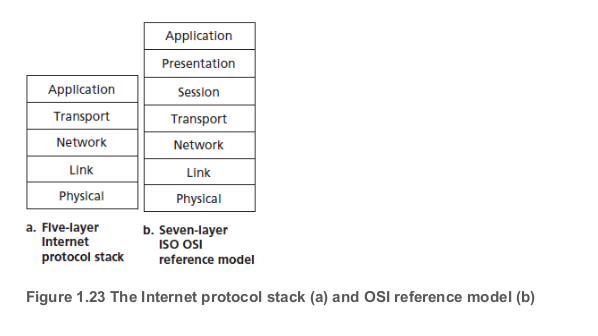 Application
Transport
Network
Link
Physical
a. Five-layer
Internet
protocol stack
Application
Presentation
Session
Transport
Network
Link
Physical
b. Seven-layer
ISO OSI
reference model
Figure 1.23 The Internet protocol stack (a) and OSI reference model (b)